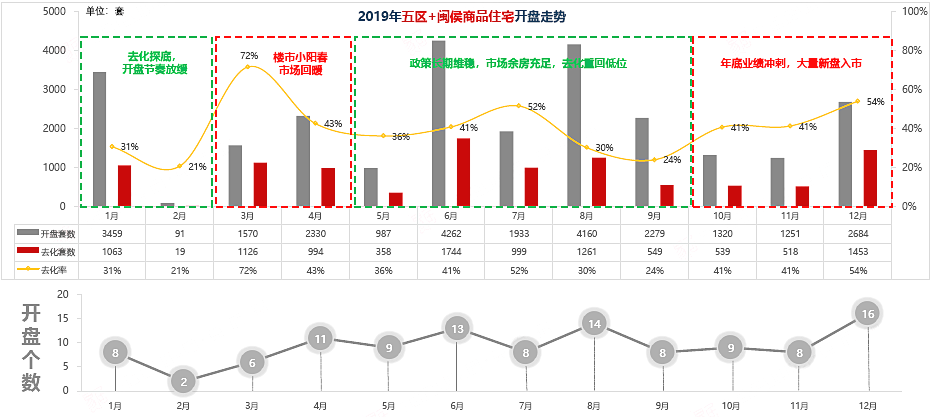 2019年五区+闽侯商品住宅开盘走势
单位：套
5000
4000
3000
2000
1000
0
100%
80%
60%
40%
20%
0%
去化探底，
开盘节奏放缓
楼市小阳春
市场回暖
政策长期维稳，市场余房充足，去化重回低位
年底业绩冲刺，大量新盘入市
31% 21% 72% 43% 36% 41% 52% 30% 24% 41% 41% 54%
1月 2月 3月 4月 5月 6月 7月 8月 9月 10月 11月 12月
开盘套数 3459 91 1570 2330 987 4262 1933 4160 2279 1320 1251 2684
去化套数 1063 19 1126 994 358 1744 999 1261 549 539 518 1453
去化率 31% 21% 72% 43% 36% 41% 52% 30% 24% 41% 41% 54%
开盘个数
20
15
10
5
0
8 2 6 11 9 13 8 14 8 9 8 16
1月 2月 3月 4月 5月 6月 7月 8月 9月 10月 11月 12月